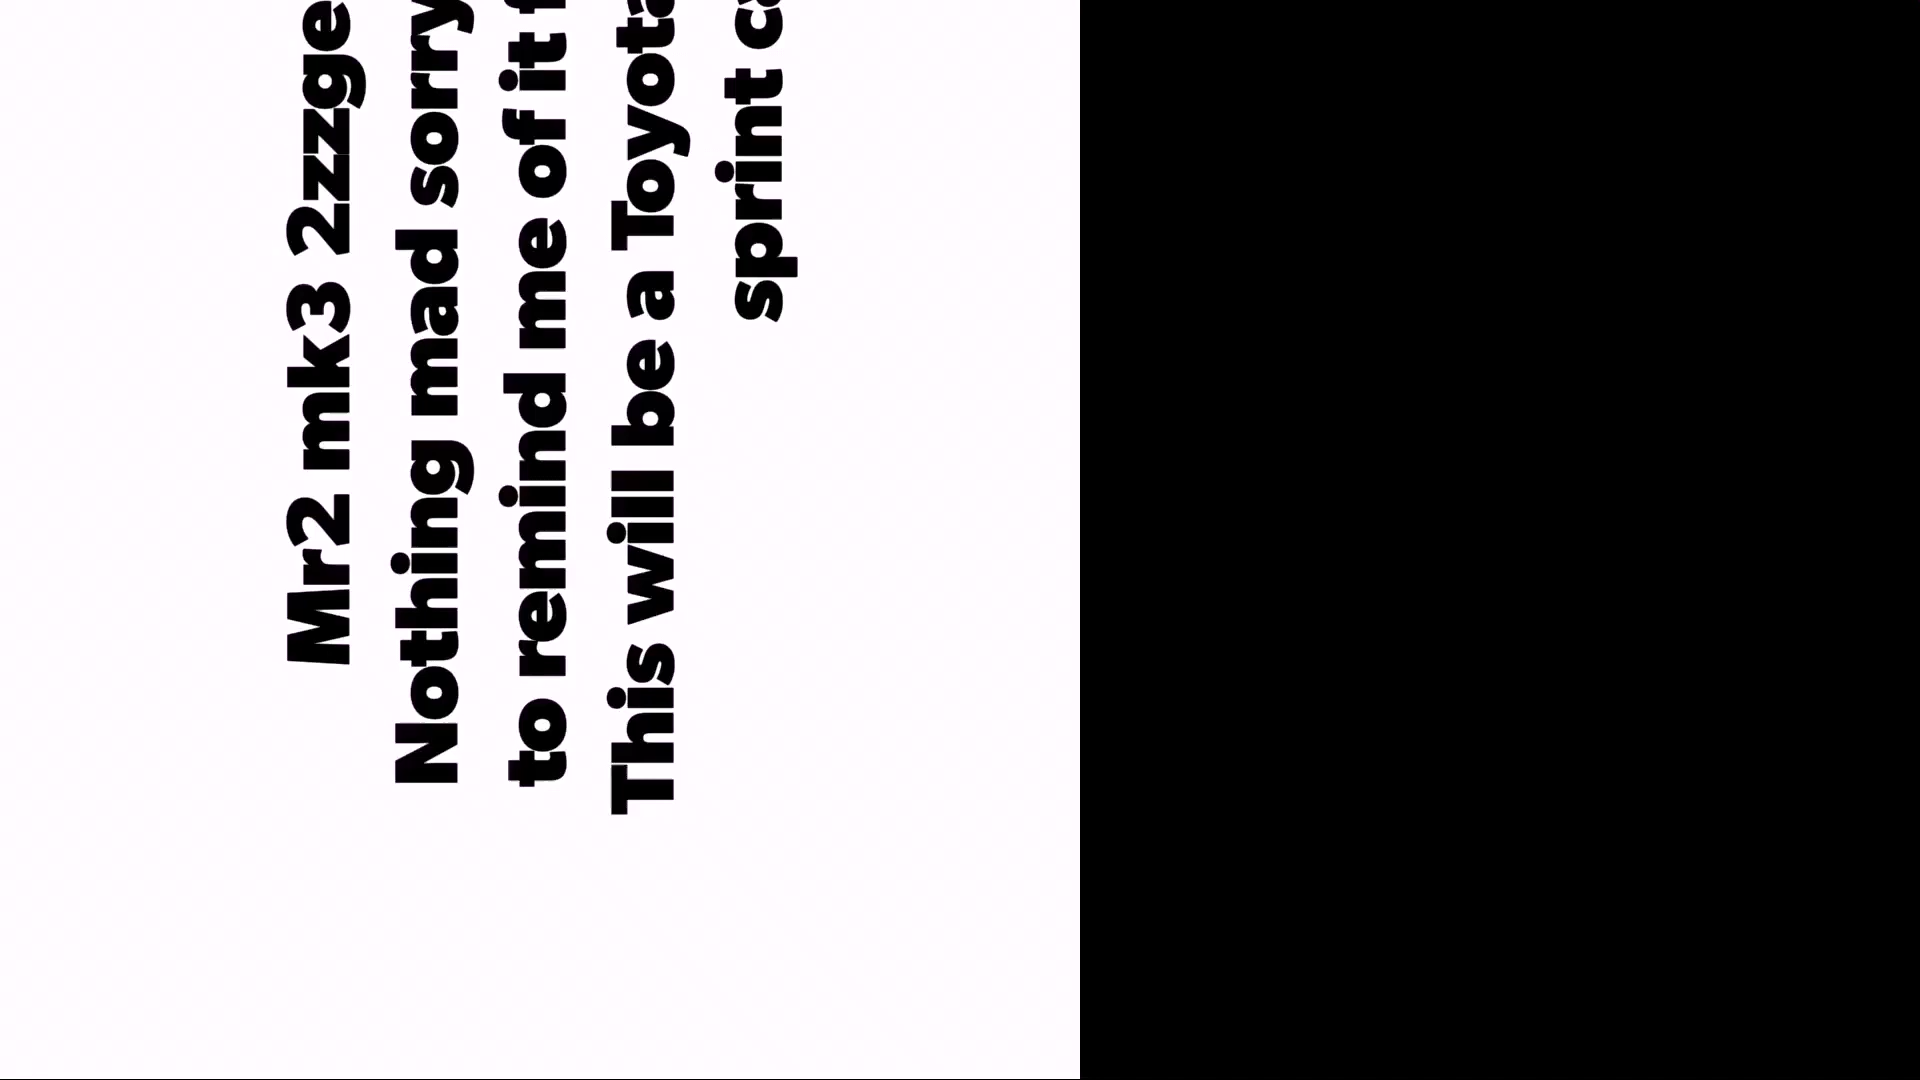 Mr2 mk3 2zzge
Nothing mad sorry
to remind me of it
This will be a Toyota
sprint